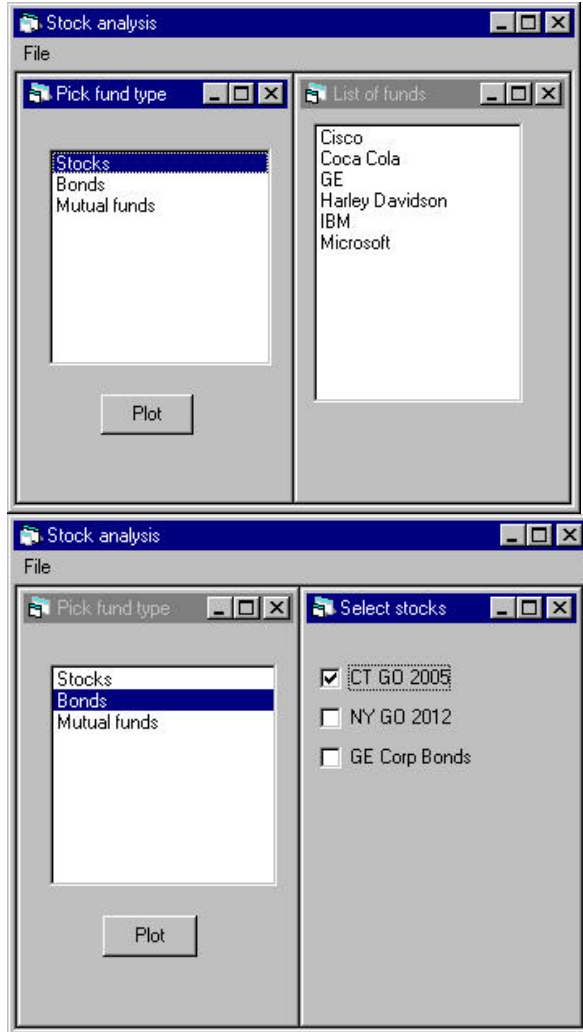 Stock analysis
File
Pick fund type
Stocks
Bonds
Mutual funds
Plot
List of funds
Cisco
Coca Cola
GE
Harley Davidson
IBM
Microsoft
Stock analysis
File
Pick fund type
Stocks
Bonds
Mutual funds
Plot
Select stocks
CT GO 2005
NY GO 2012
GE Corp Bonds